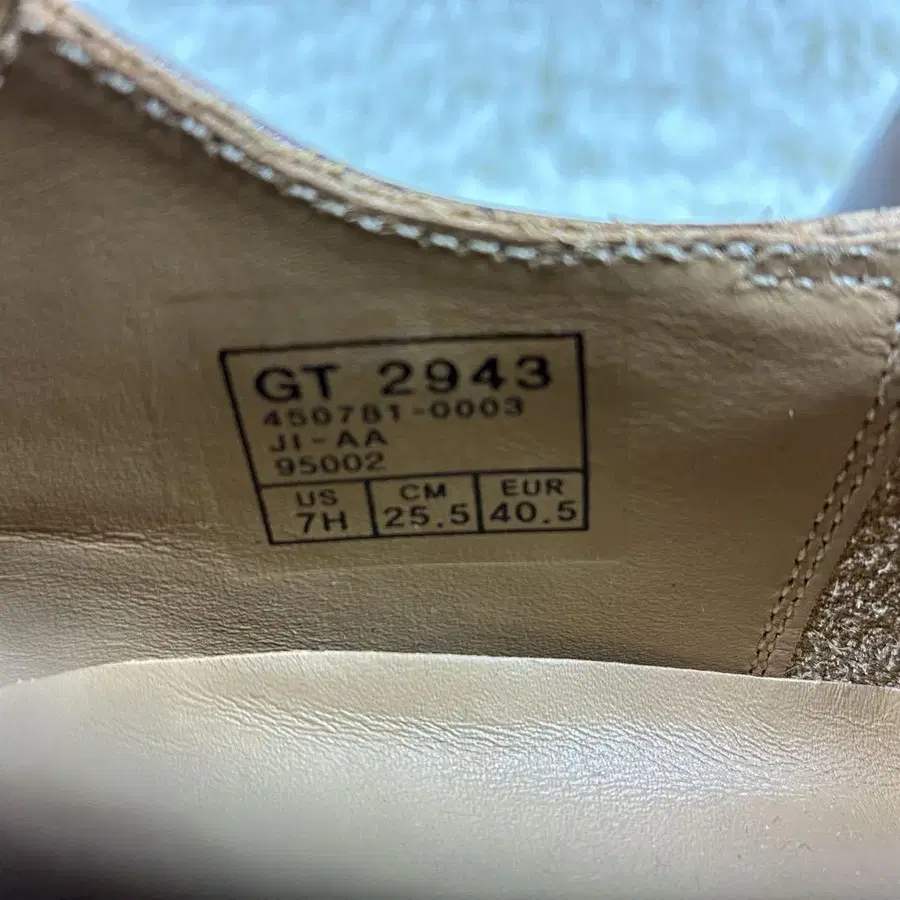 GT 2943
450781-0003
JI-AA
95002
US CM EUR
7H 25.5 40.5